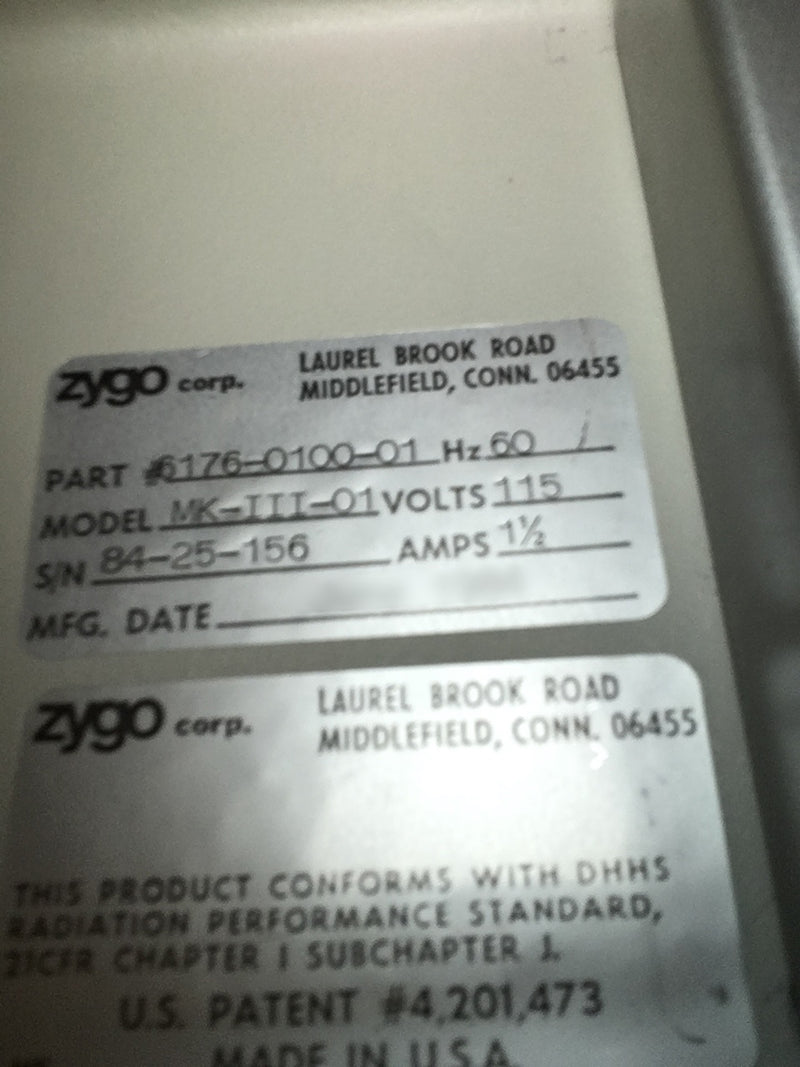 zygo corp. LAUREL BROOK ROAD
MIDDLEFIELD, CONN. 06455
PART #6176-0100-01 Hz 60
MODEL MK-III-01 VOLTS 115
S/N 84-25-156 AMPS 1½
MFG. DATE
zygo corp. LAUREL BROOK ROAD
MIDDLEFIELD, CONN. 06455
THIS PRODUCT CONFORMS WITH DHHS
RADIATION PERFORMANCE STANDARD,
21CFR CHAPTER I SUBCHAPTER J.
U.S. PATENT #4,201,473
MADE IN U.S.A.